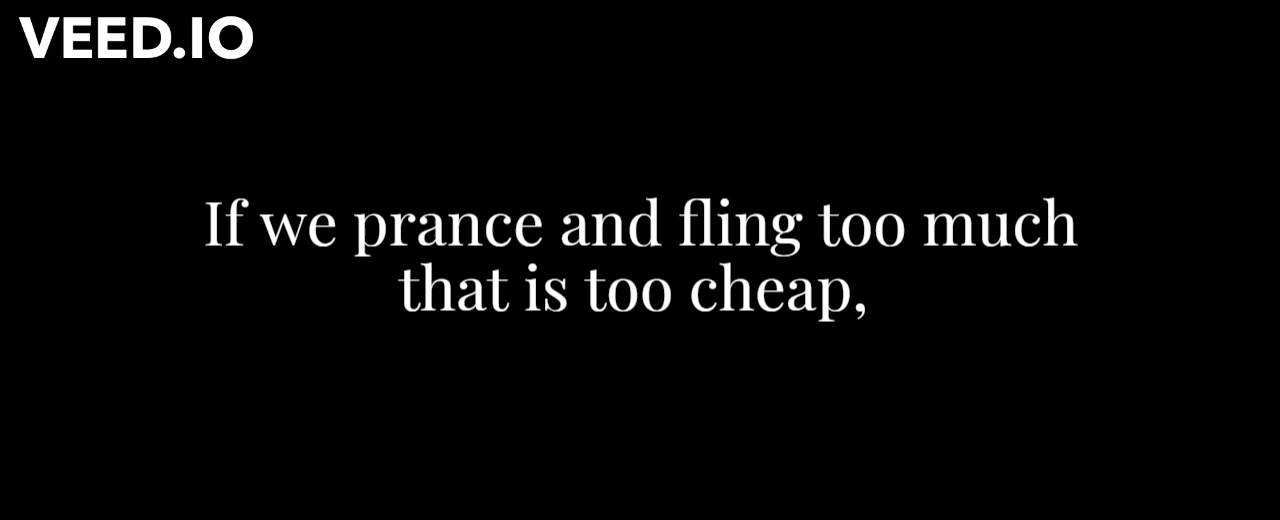 VEED.IO
If we prance and fling too much
that is too cheap,